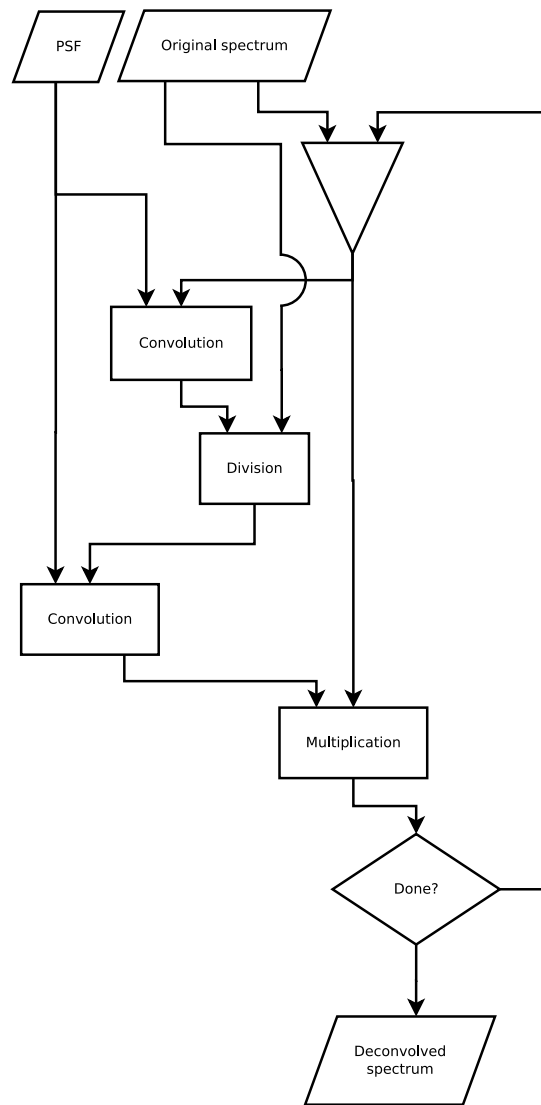 PSF
Original spectrum
Convolution
Division
Convolution
Multiplication
Done?
Deconvolved
spectrum